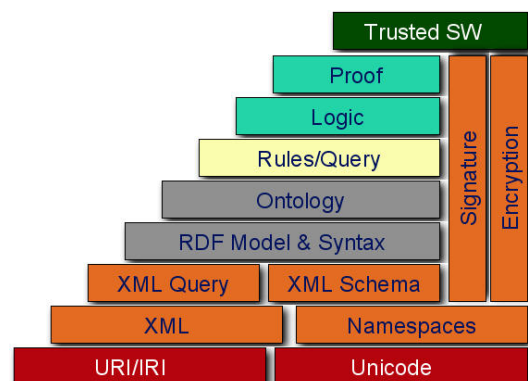 Trusted SW
Proof
Logic
Rules/Query
Ontology
RDF Model & Syntax
XML Query
XML Schema
Signature
Encryption
XML
Namespaces
URI/IRI
Unicode